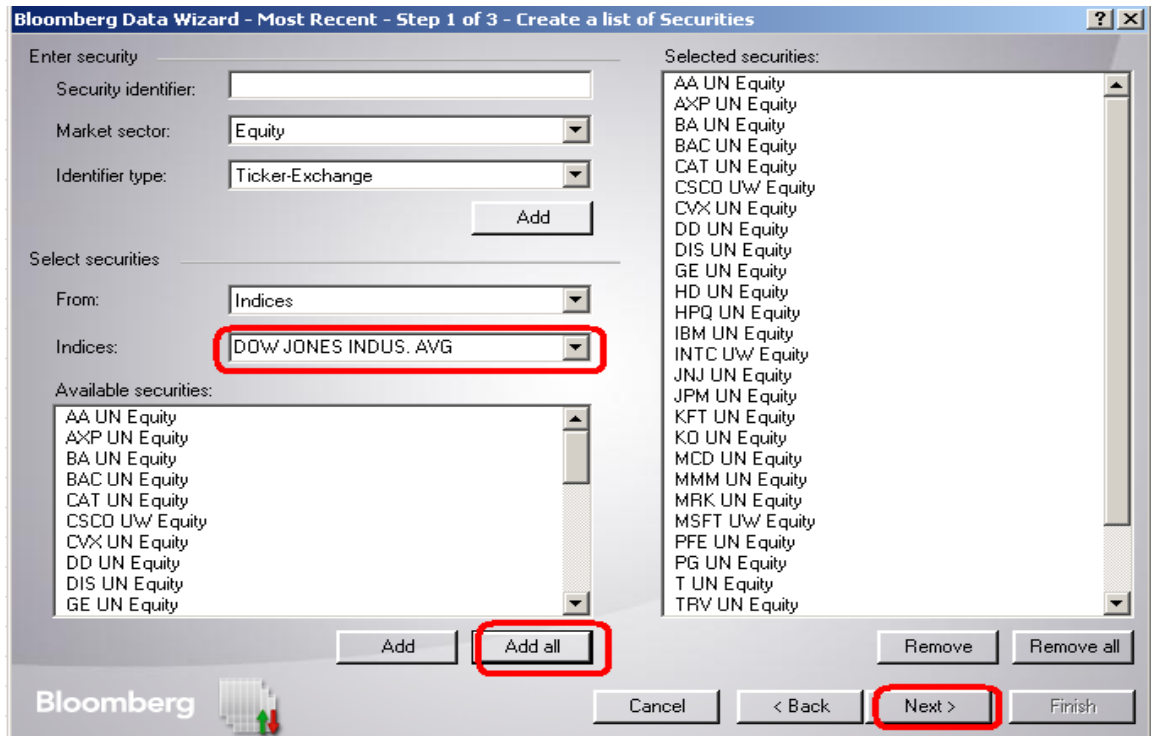 Bloomberg Data Wizard - Most Recent - Step 1 of 3 - Create a list of Securities
Enter security
Security identifier:
Market sector: Equity
Identifier type: Ticker-Exchange
Add
Select securities
From: Indices
Indices: DOW JONES INDUS. AVG
Available securities:
AA UN Equity
AXP UN Equity
BA UN Equity
BAC UN Equity
CAT UN Equity
CSCO UW Equity
CVX UN Equity
DD UN Equity
DIS UN Equity
GE UN Equity
Add Add all
Selected securities:
AA UN Equity
AXP UN Equity
BA UN Equity
BAC UN Equity
CAT UN Equity
CSCO UW Equity
CVX UN Equity
DD UN Equity
DIS UN Equity
GE UN Equity
HD UN Equity
HPQ UN Equity
IBM UN Equity
INTC UW Equity
JNJ UN Equity
JPM UN Equity
KFT UN Equity
KO UN Equity
MCD UN Equity
MMM UN Equity
MRK UN Equity
MSFT UW Equity
PFE UN Equity
PG UN Equity
T UN Equity
TRV UN Equity
Remove Remove all
Bloomberg
Cancel < Back Next > Finish